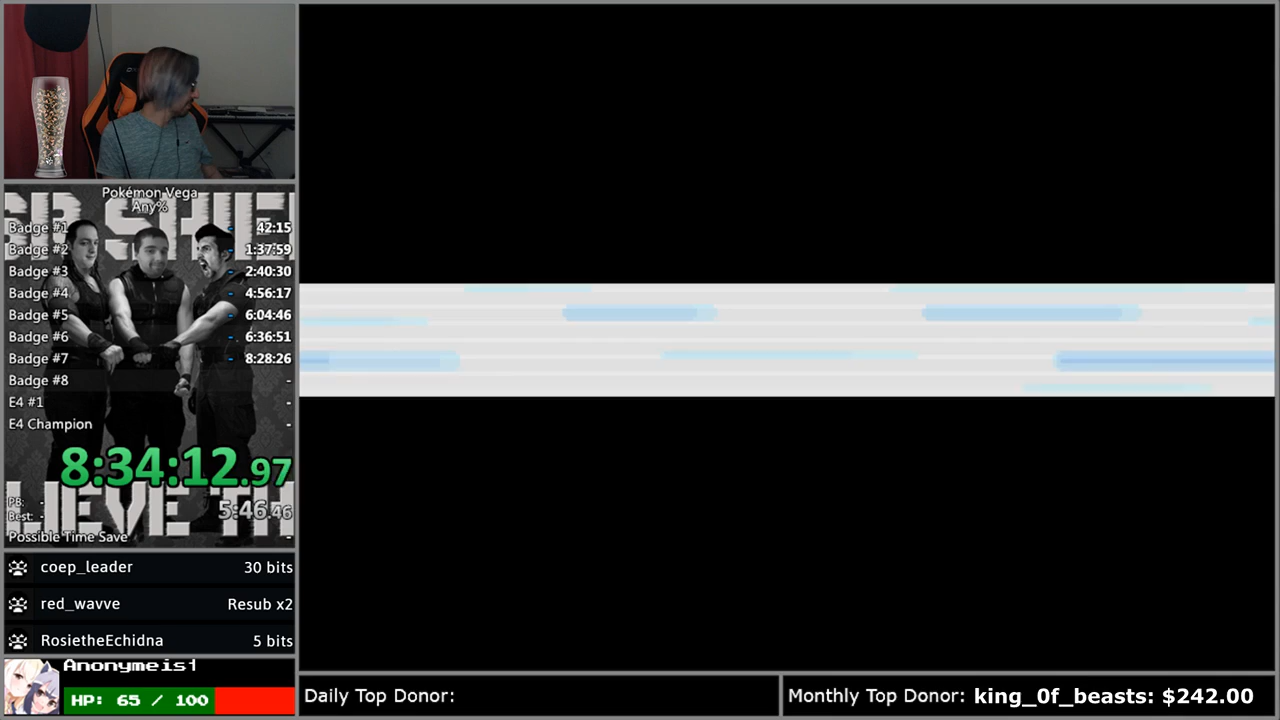 Pokémon Vega
Any%
Badge #1 - 42:15
Badge #2 - 1:37:59
Badge #3 - 2:40:30
Badge #4 - 4:56:17
Badge #5 - 6:04:46
Badge #6 - 6:36:51
Badge #7 - 8:28:26
Badge #8 -
E4 #1 -
E4 Champion -
8:34:12.97
PB: -
Best: -
5:46.46
Possible Time Save -
coep_leader 30 bits
red_wavve Resub x2
RosietheEchidna 5 bits
Anonymeist
HP: 65 / 100
Daily Top Donor:
Monthly Top Donor: king_0f_beasts: $242.00